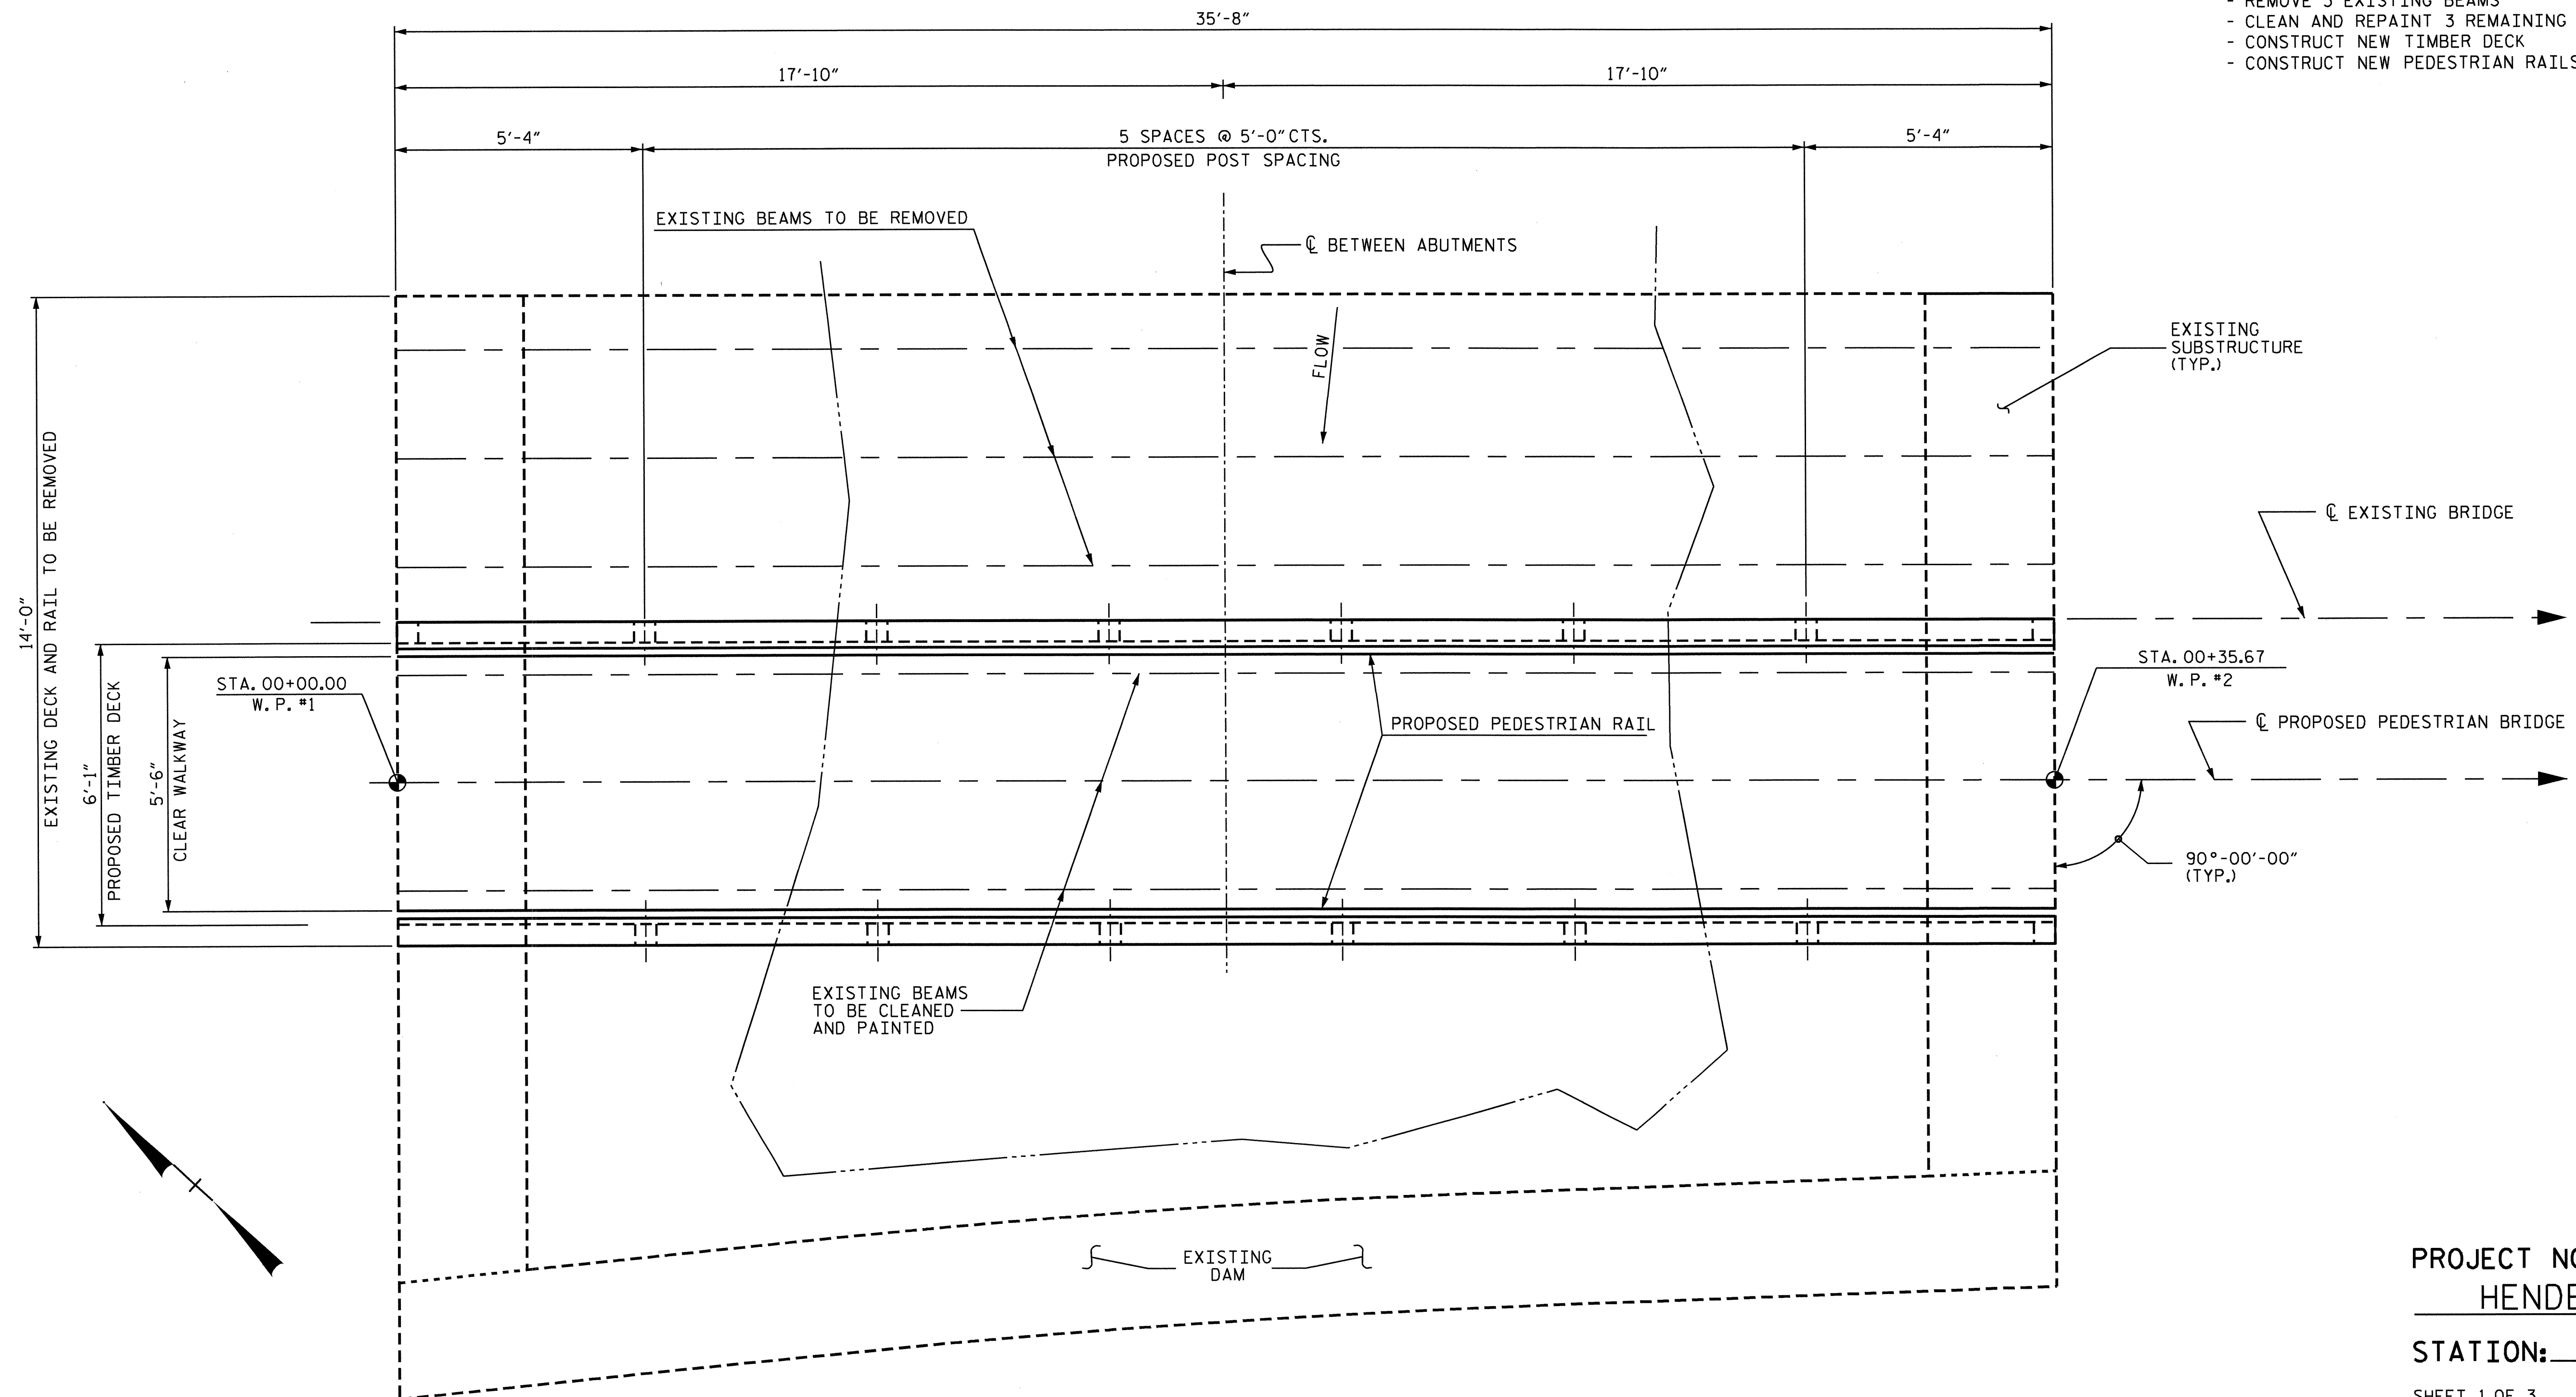 - REMOVE 3 EXISTING BEAMS
- CLEAN AND REPAINT 3 REMAINING
- CONSTRUCT NEW TIMBER DECK
- CONSTRUCT NEW PEDESTRIAN RAILS
35'-8"
17'-10"
17'-10"
5'-4"
5 SPACES @ 5'-0" CTS.
PROPOSED POST SPACING
5'-4"
EXISTING BEAMS TO BE REMOVED
℄ BETWEEN ABUTMENTS
FLOW
EXISTING
SUBSTRUCTURE
(TYP.)
14'-0"
EXISTING DECK AND RAIL TO BE REMOVED
6'-1"
PROPOSED TIMBER DECK
5'-6"
CLEAR WALKWAY
℄ EXISTING BRIDGE
STA. 00+00.00
W. P. #1
STA. 00+35.67
W. P. #2
PROPOSED PEDESTRIAN RAIL
℄ PROPOSED PEDESTRIAN BRIDGE
90°-00'-00"
(TYP.)
EXISTING BEAMS
TO BE CLEANED
AND PAINTED
EXISTING
DAM
PROJECT NO
HENDE
STATION:
SHEET 1 OF 3